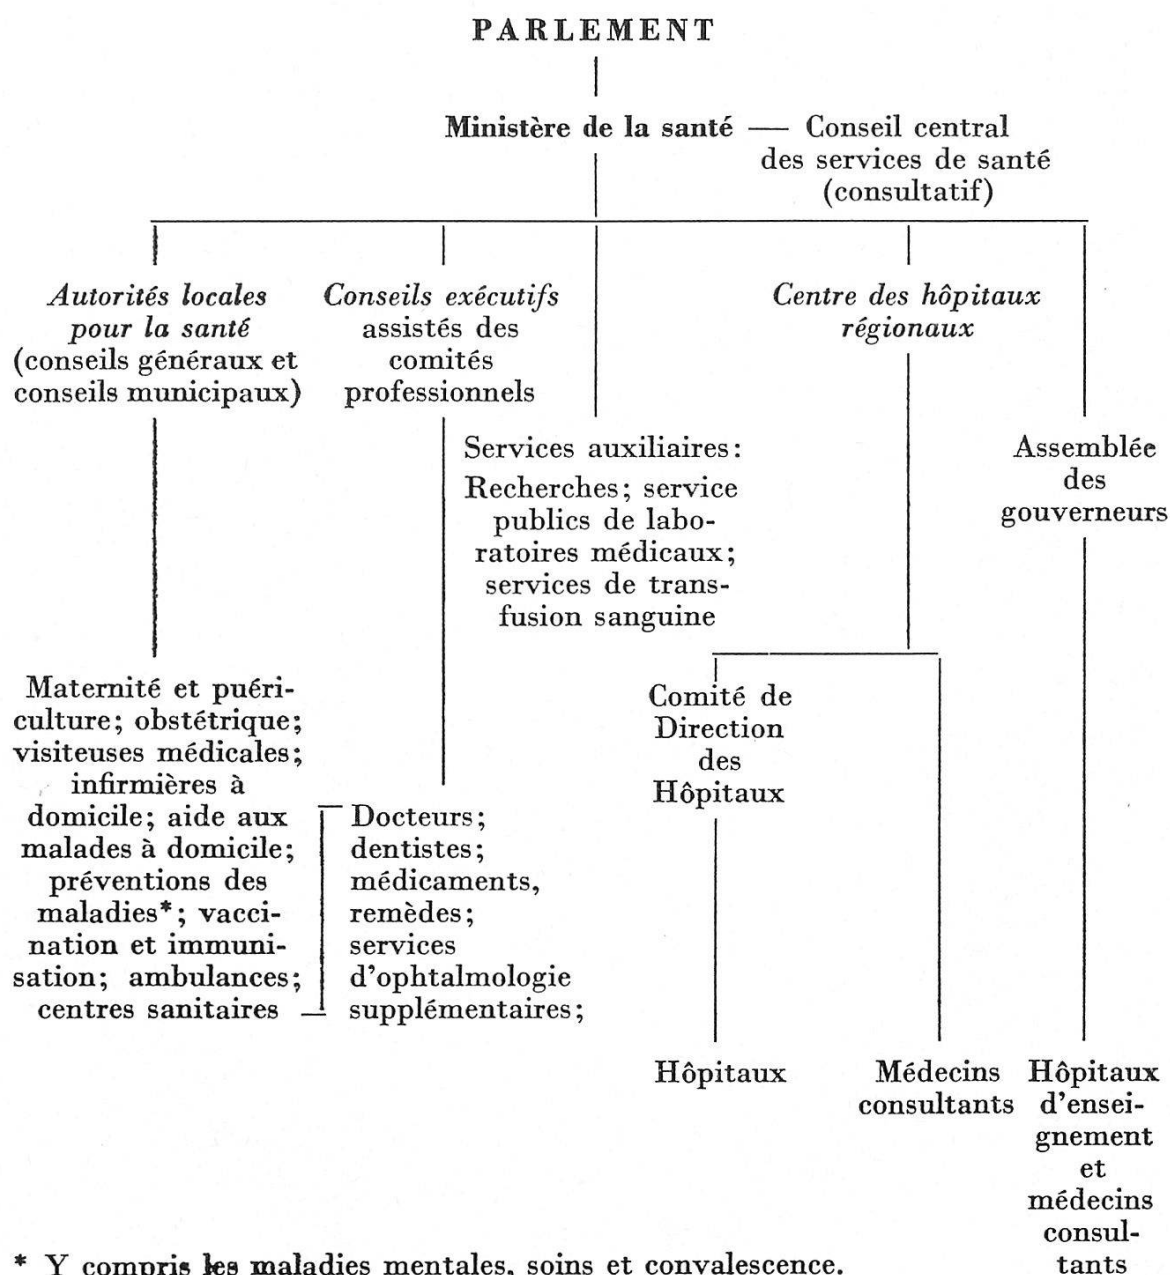 PARLEMENT
Ministère de la santé — Conseil central
des services de santé
(consultatif)
Autorités locales
pour la santé
(conseils généraux et
conseils municipaux)
Conseils exécutifs
assistés des
comités
professionnels
Services auxiliaires:
Recherches; service
publics de labo-
ratoires médicaux;
services de trans-
fusion sanguine
Centre des hôpitaux
régionaux
Assemblée
des
gouverneurs
Maternité et puéri-
culture; obstétrique;
visiteuses médicales;
infirmières à
domicile; aide aux
malades à domicile;
préventions des
maladies*; vacci-
nation et immuni-
sation; ambulances;
centres sanitaires
Docteurs;
dentistes;
médicaments,
remèdes;
services
d'ophtalmologie
supplémentaires;
Comité de
Direction
des
Hôpitaux
Hôpitaux
Médecins
consultants
Hôpitaux
d'ensei-
gnement
et
médecins
consul-
tants
* Y compris les maladies mentales, soins et convalescence.